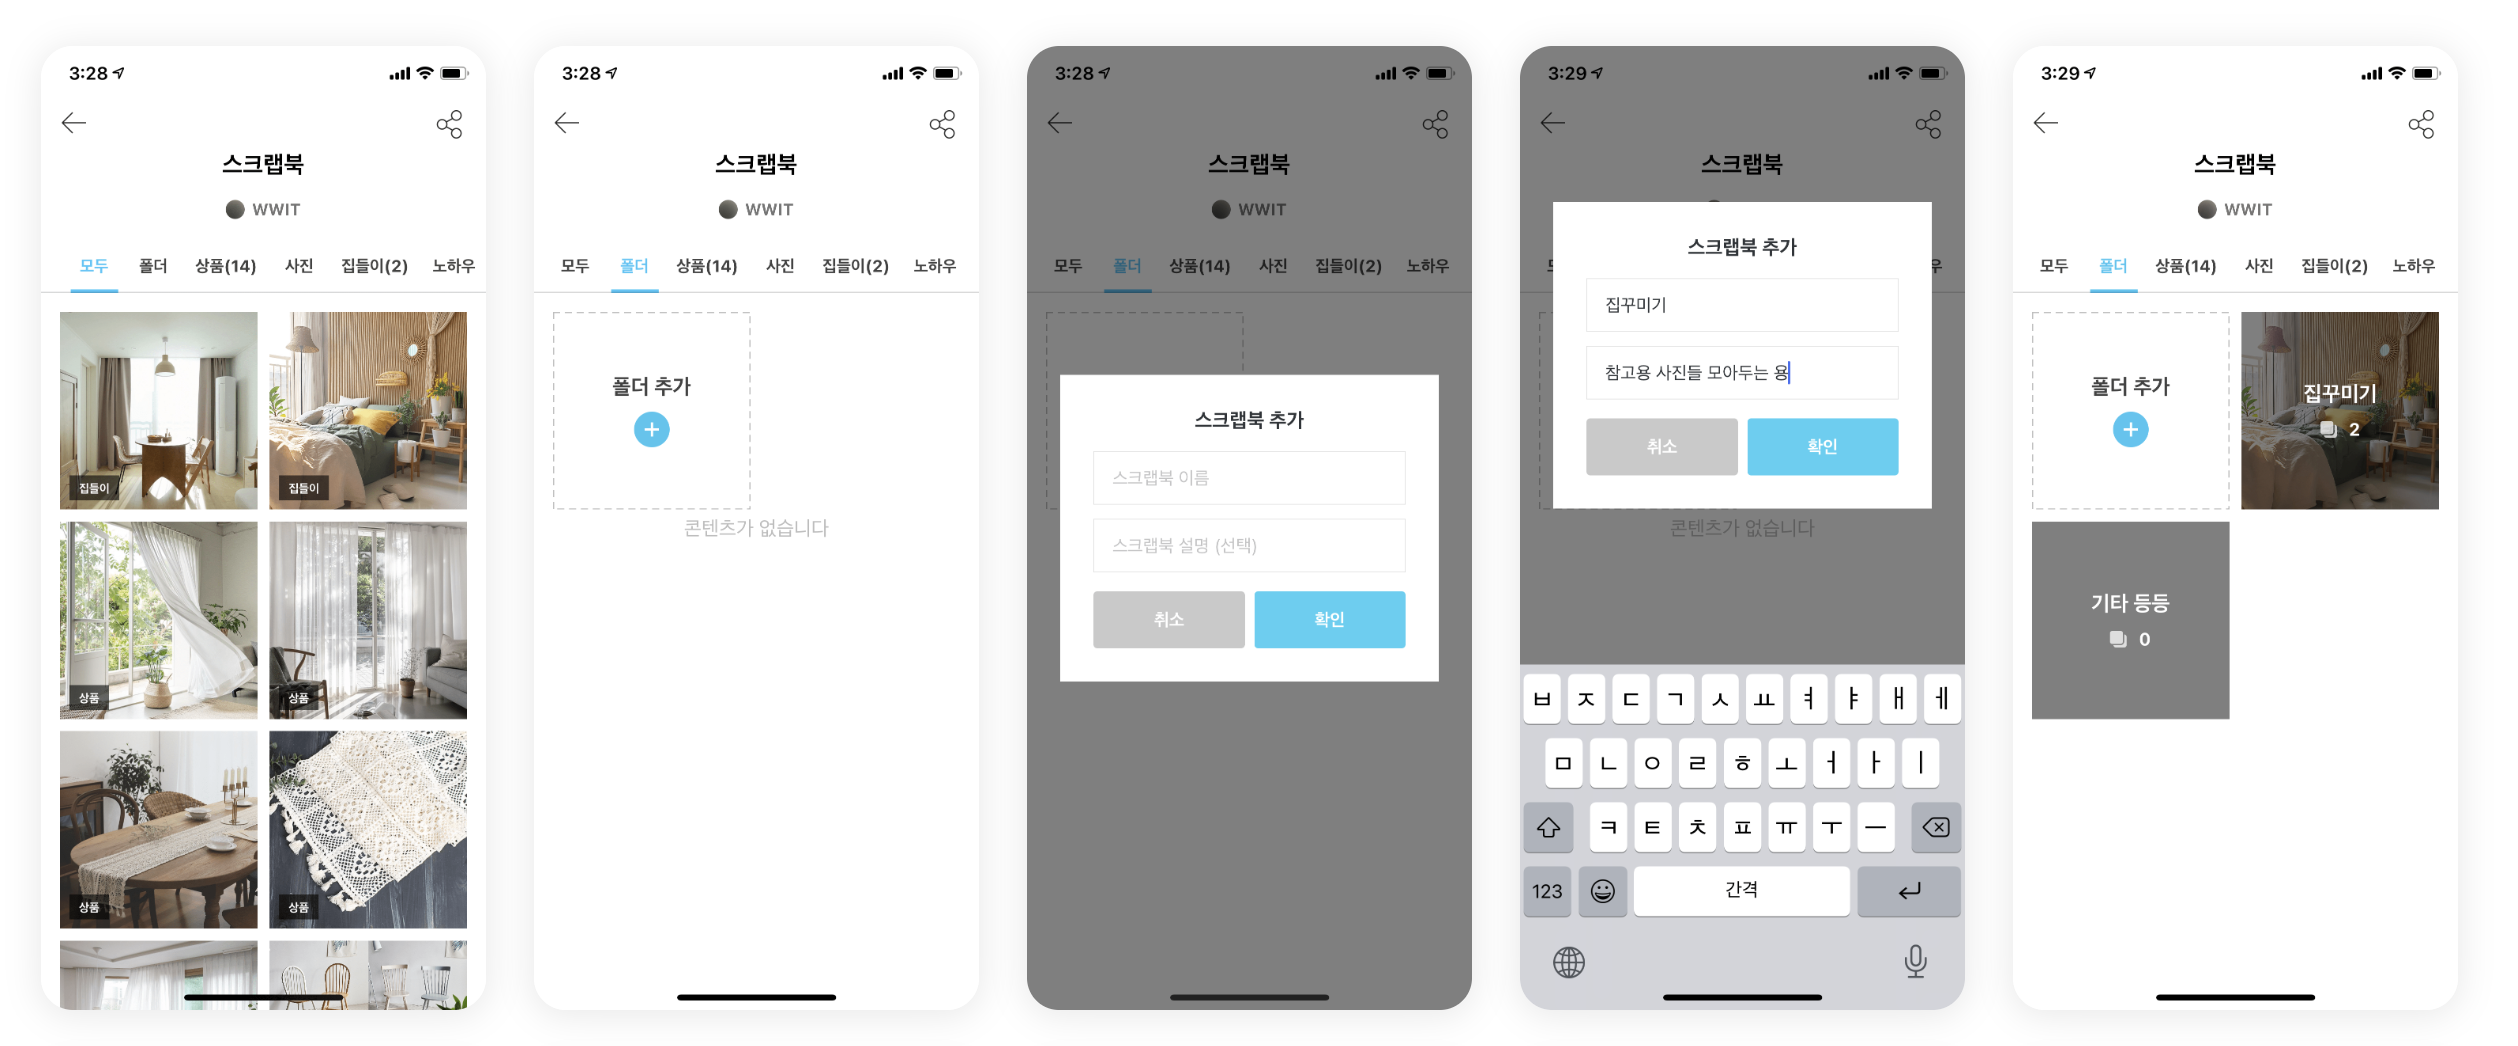 3:28
스크랩북
WWIT
모두 폴더 상품(14) 사진 집들이(2) 노하우
집들이 집들이
상품 상품
상품 상품
3:28
스크랩북
WWIT
모두 폴더 상품(14) 사진 집들이(2) 노하우
폴더 추가
콘텐츠가 없습니다
3:28
스크랩북
WWIT
모두 폴더 상품(14) 사진 집들이(2) 노하우
스크랩북 추가
스크랩북 이름
스크랩북 설명 (선택)
취소 확인
3:29
스크랩북
스크랩북 추가
집꾸미기
참고용 사진들 모아두는 용
취소 확인
콘텐츠가 없습니다
ㅂ ㅈ ㄷ ㄱ ㅅ ㅛ ㅕ ㅑ ㅐ ㅔ
ㅁ ㄴ ㅇ ㄹ ㅎ ㅗ ㅓ ㅏ ㅣ
ㅋ ㅌ ㅊ ㅍ ㅠ ㅜ ㅡ
123 간격
3:29
스크랩북
WWIT
모두 폴더 상품(14) 사진 집들이(2) 노하우
폴더 추가
집꾸미기
2
기타 등등
0